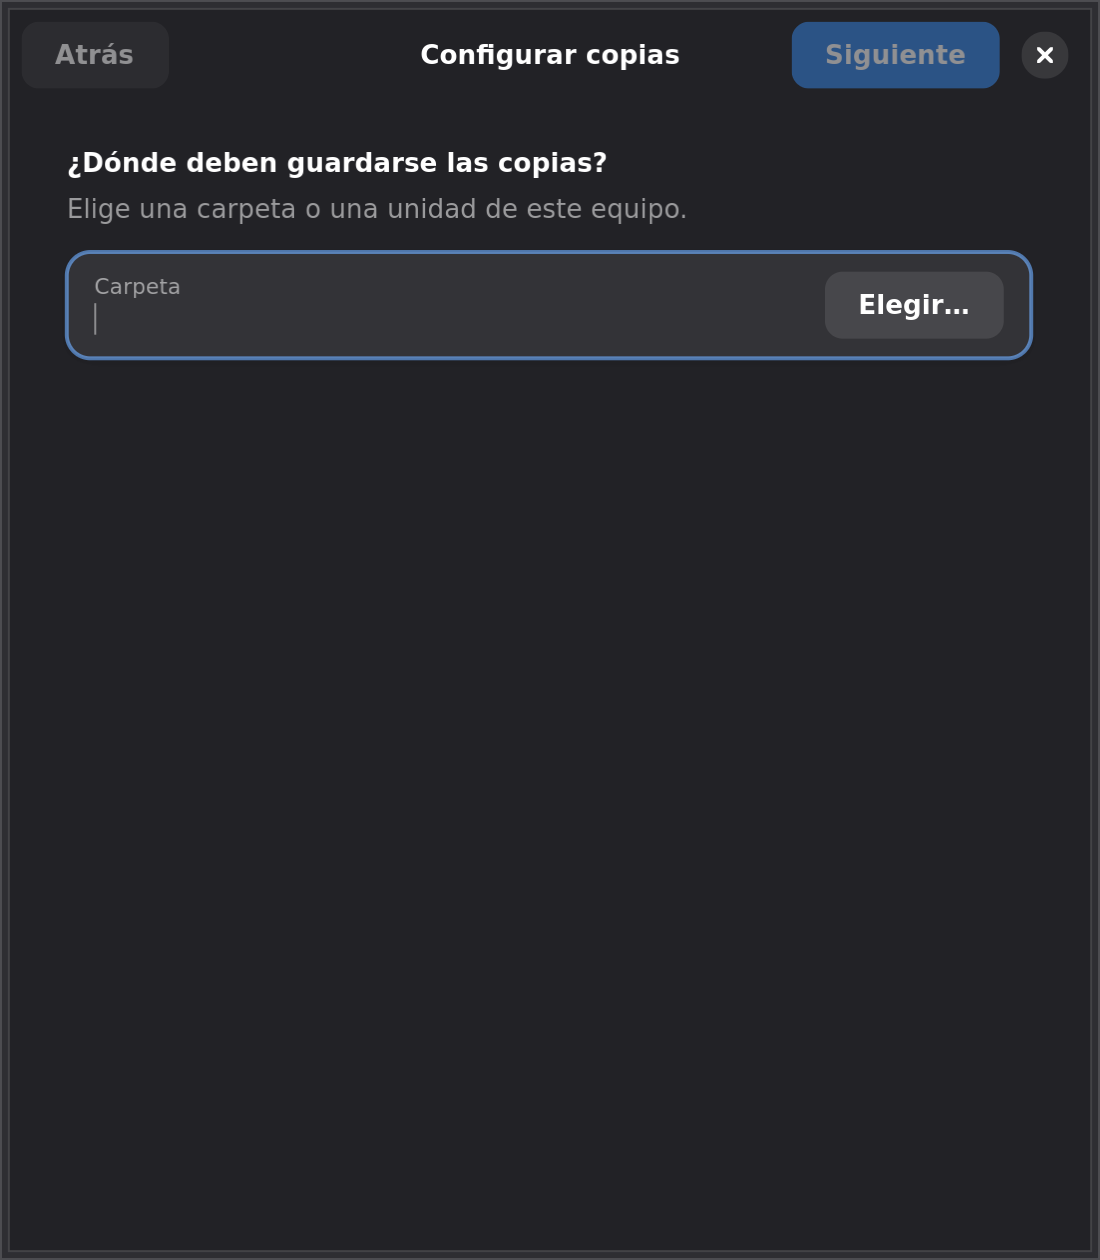 Atrás
Configurar copias
Siguiente
¿Dónde deben guardarse las copias?
Elige una carpeta o una unidad de este equipo.
Carpeta
Elegir…